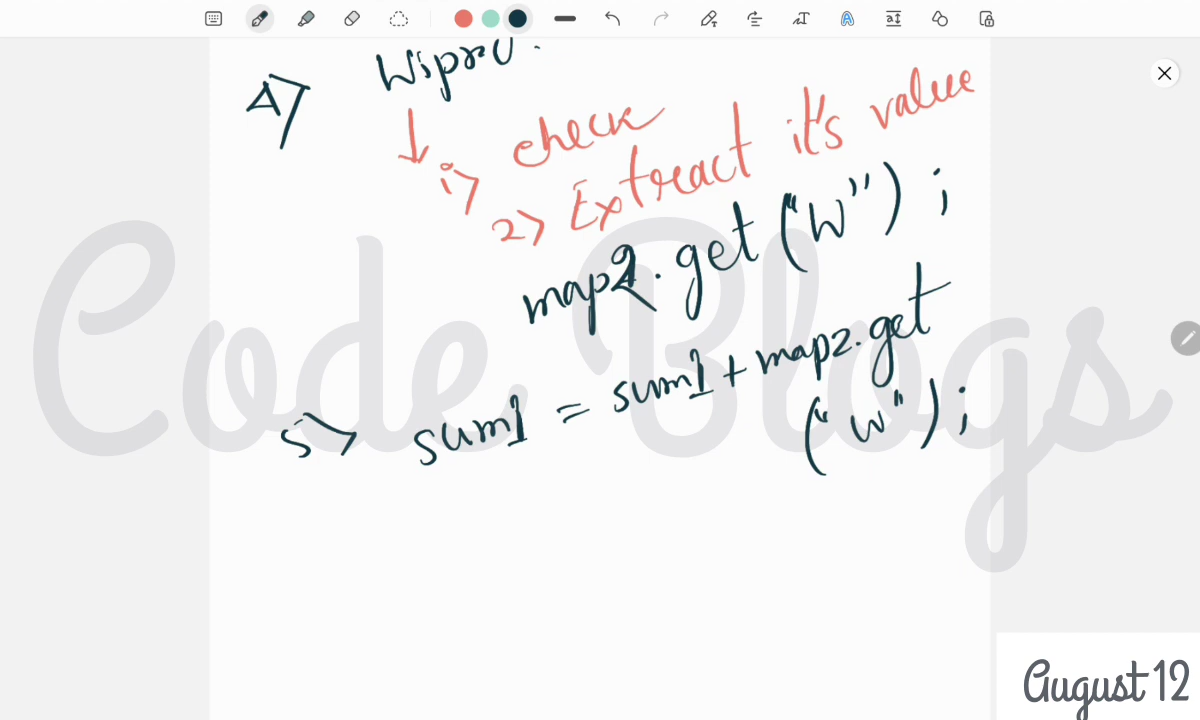 Wipro.
A>
i> check
2> Extract it's value
map2.get("W");
5> sum1 = sum1 + map2.get
("W");
Code Blogs
August 12